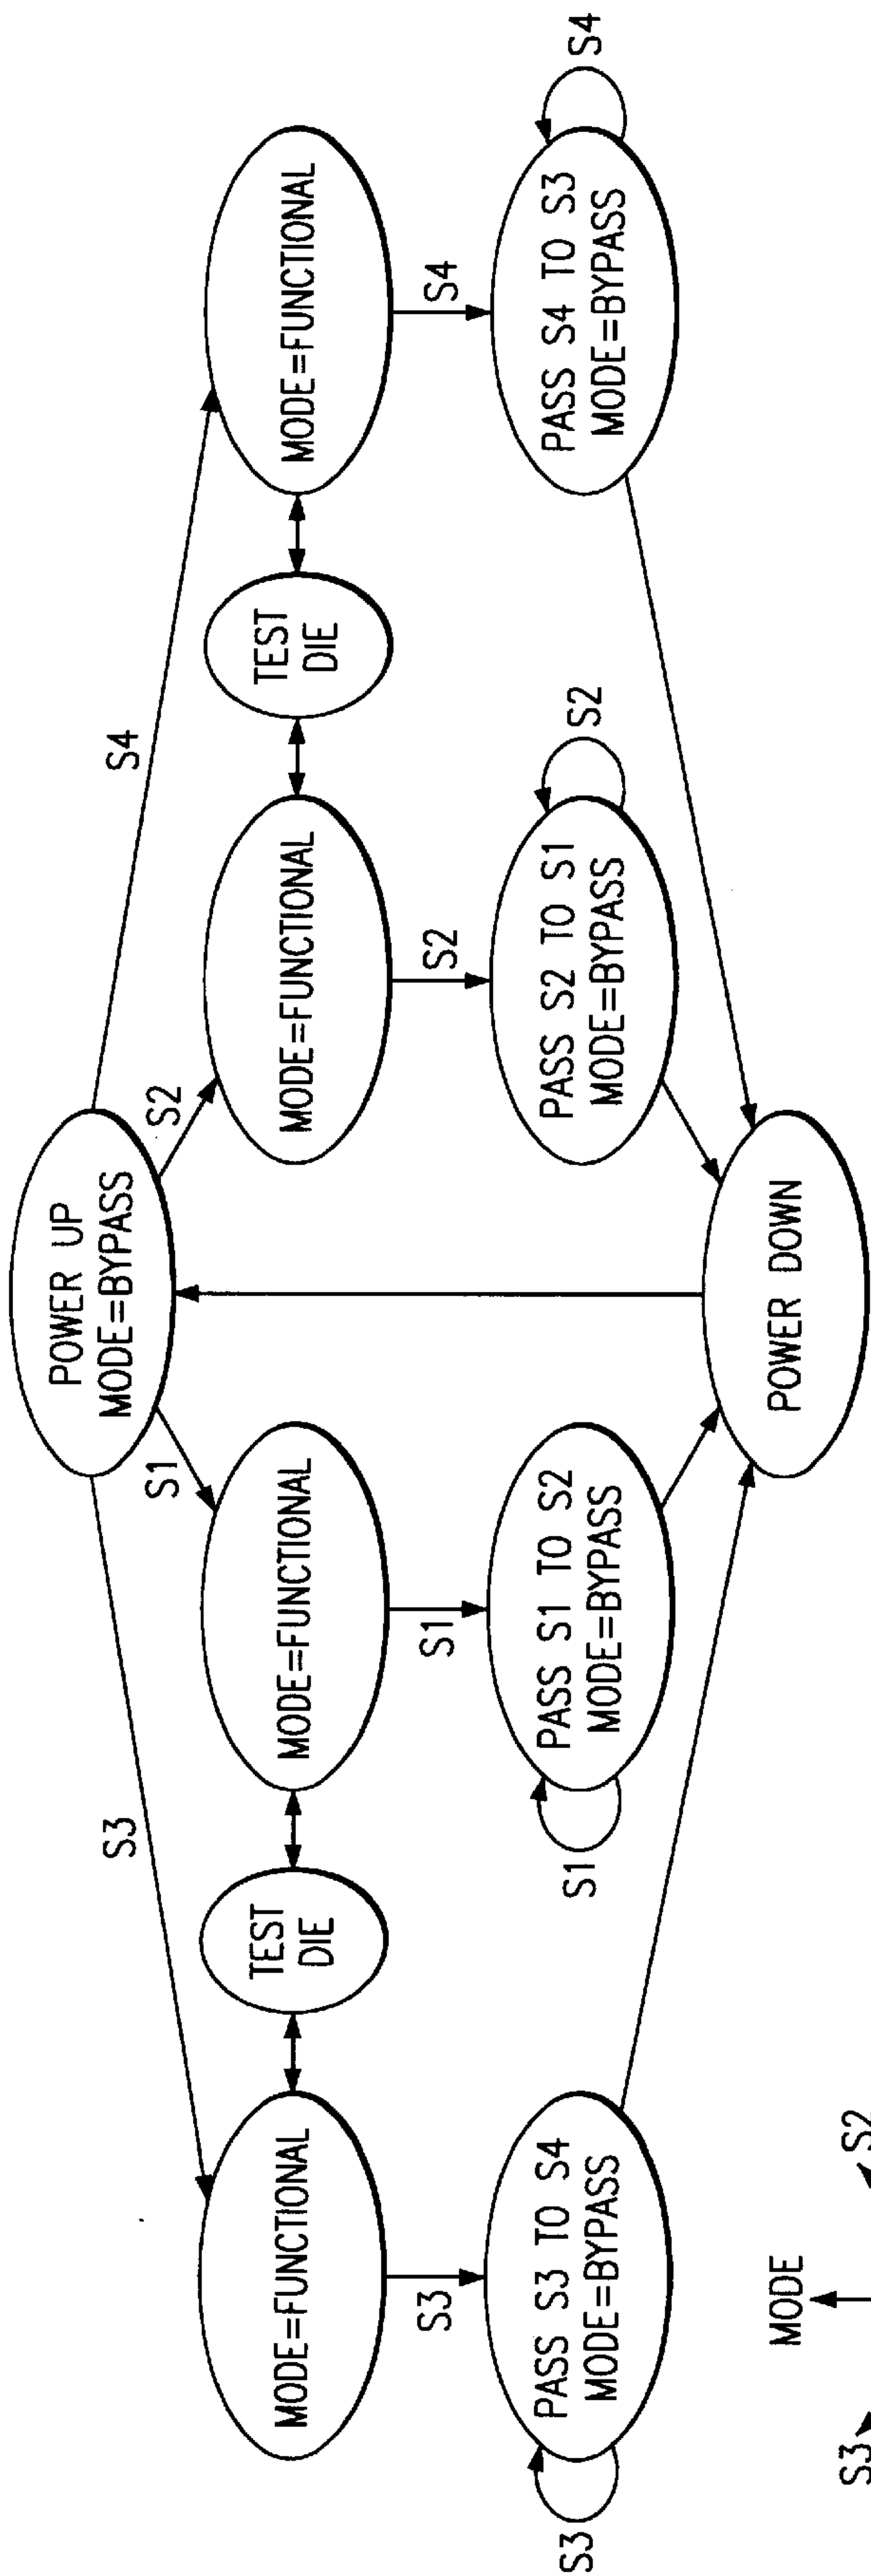 POWER UP
MODE=BYPASS
S3
S1
S2
S4
MODE=FUNCTIONAL
TEST
DIE
MODE=FUNCTIONAL
MODE=FUNCTIONAL
TEST
DIE
MODE=FUNCTIONAL
S3
S1
S2
S4
S3
PASS S3 TO S4
MODE=BYPASS
S1
PASS S1 TO S2
MODE=BYPASS
PASS S2 TO S1
MODE=BYPASS
S2
PASS S4 TO S3
MODE=BYPASS
S4
POWER DOWN
MODE
S3
S2